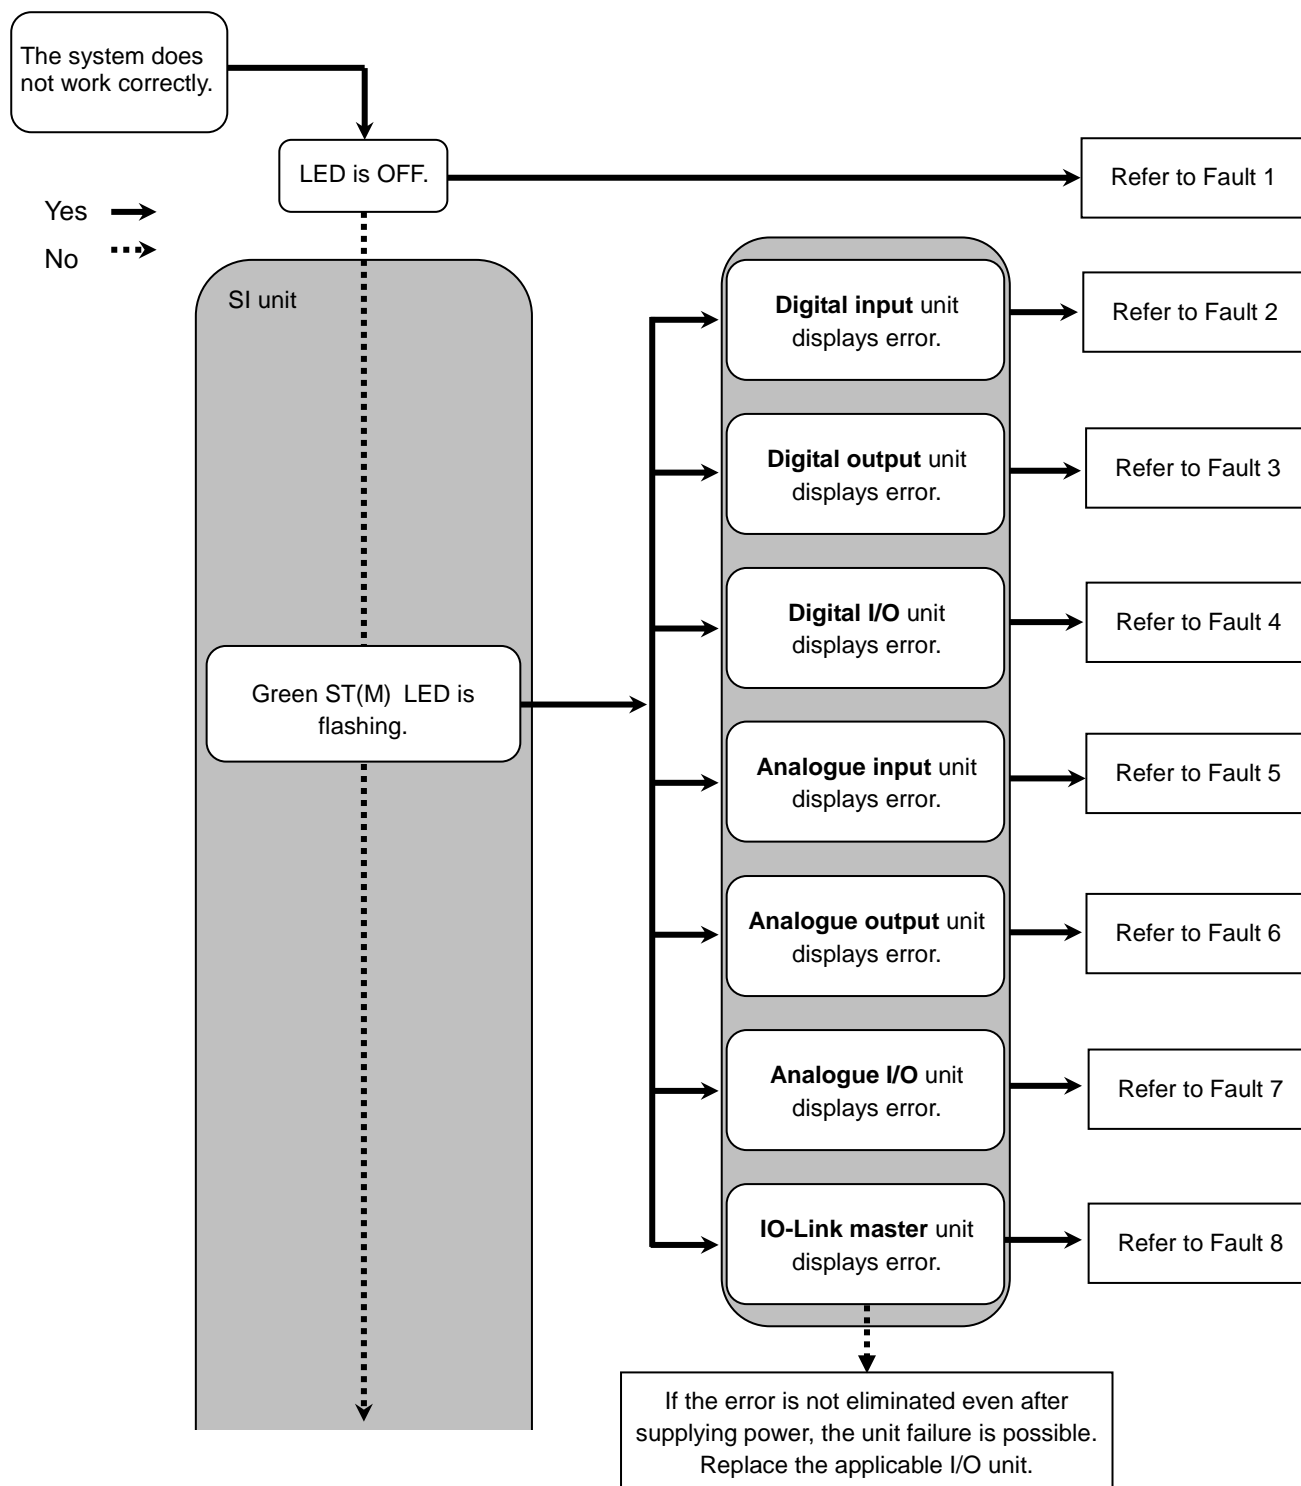 The system does
not work correctly.
LED is OFF.
Refer to Fault 1
Yes
No
SI unit
Digital input unit
displays error.
Refer to Fault 2
Digital output unit
displays error.
Refer to Fault 3
Digital I/O unit
displays error.
Refer to Fault 4
Green ST(M) LED is
flashing.
Analogue input unit
displays error.
Refer to Fault 5
Analogue output unit
displays error.
Refer to Fault 6
Analogue I/O unit
displays error.
Refer to Fault 7
IO-Link master unit
displays error.
Refer to Fault 8
If the error is not eliminated even after
supplying power, the unit failure is possible.
Replace the applicable I/O unit.